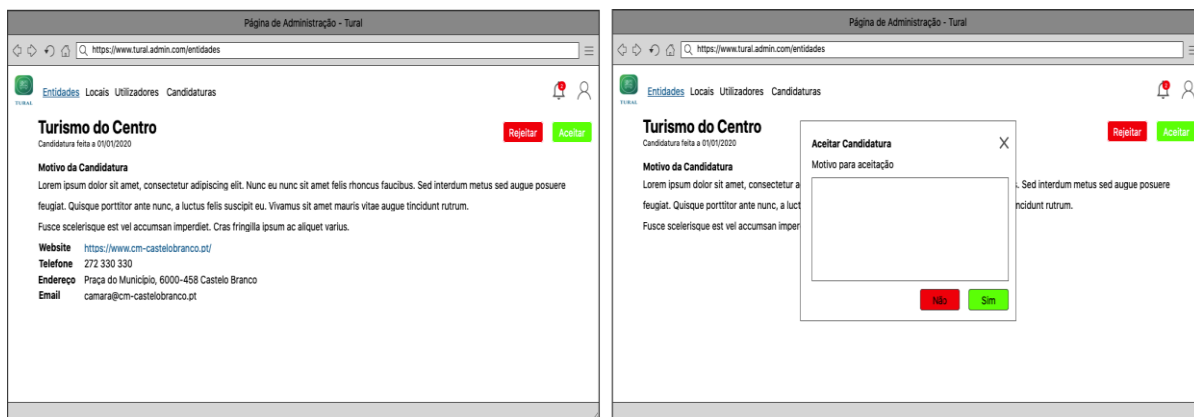 Página de Administração - Tural
https://www.tural.admin.com/entidades
TURAL
Entidades Locais Utilizadores Candidaturas
2
Turismo do Centro
Rejeitar Aceitar
Candidatura feita a 01/01/2020
Motivo da Candidatura
Lorem ipsum dolor sit amet, consectetur adipiscing elit. Nunc eu nunc sit amet felis rhoncus faucibus. Sed interdum metus sed augue posuere
feugiat. Quisque porttitor ante nunc, a luctus felis suscipit eu. Vivamus sit amet mauris vitae augue tincidunt rutrum.
Fusce scelerisque est vel accumsan imperdiet. Cras fringilla ipsum ac aliquet varius.
Website https://www.cm-castelobranco.pt/
Telefone 272 330 330
Endereço Praça do Município, 6000-458 Castelo Branco
Email camara@cm-castelobranco.pt
Página de Administração - Tural
https://www.tural.admin.com/entidades
TURAL
Entidades Locais Utilizadores Candidaturas
2
Turismo do Centro
Rejeitar Aceitar
Candidatura feita a 01/01/2020
Motivo da Candidatura
Lorem ipsum dolor sit amet, consectetur a
s. Sed interdum metus sed augue posuere
feugiat. Quisque porttitor ante nunc, a luct
ncidunt rutrum.
Fusce scelerisque est vel accumsan imper
Aceitar Candidatura X
Motivo para aceitação
Não Sim